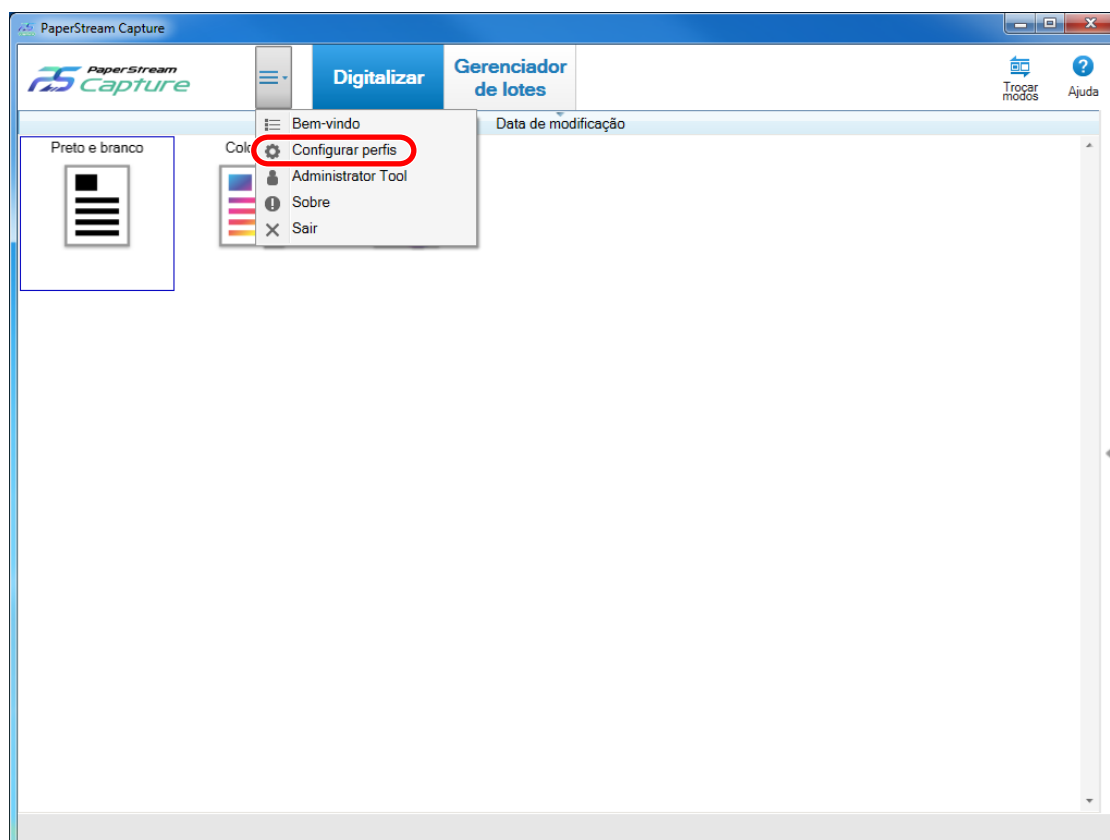 PaperStream Capture
PaperStream
Capture
Digitalizar
Gerenciador
de lotes
Trocar
modos
Ajuda
Data de modificação
Bem-vindo
Configurar perfis
Administrator Tool
Sobre
Sair
Preto e branco